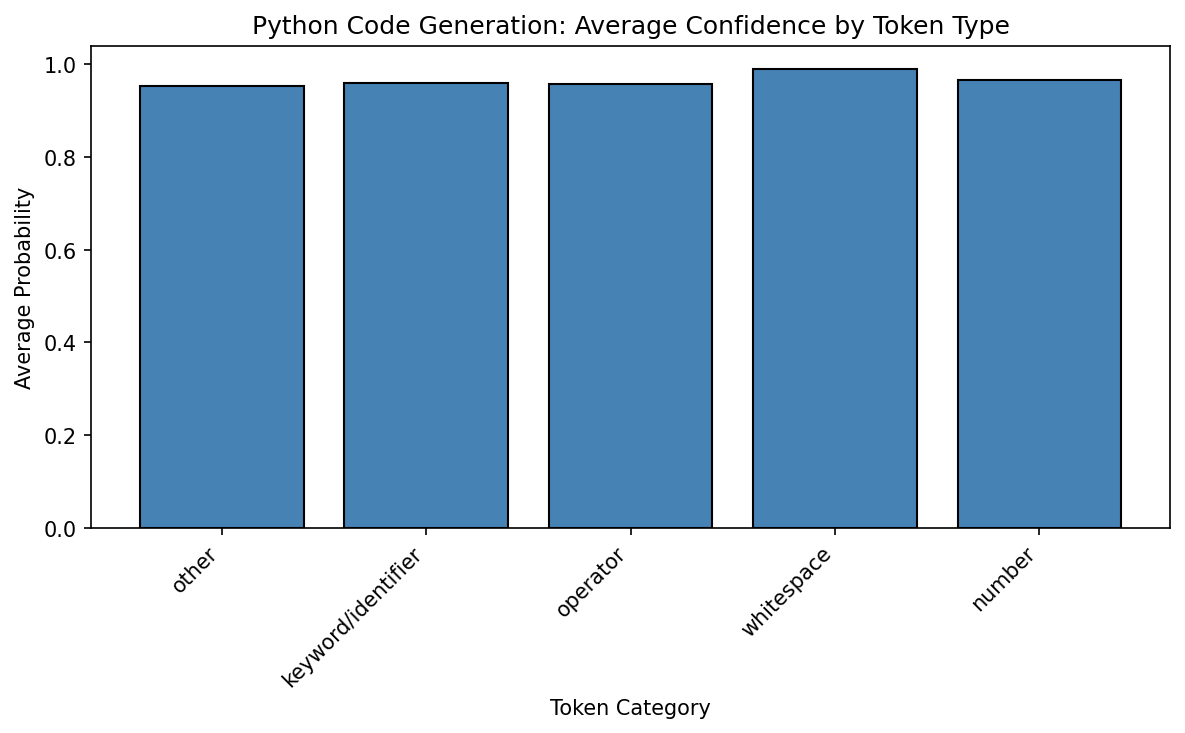 Python Code Generation: Average Confidence by Token Type
Average Probability
1.0
0.8
0.6
0.4
0.2
0.0
other
keyword/identifier
operator
whitespace
number
Token Category